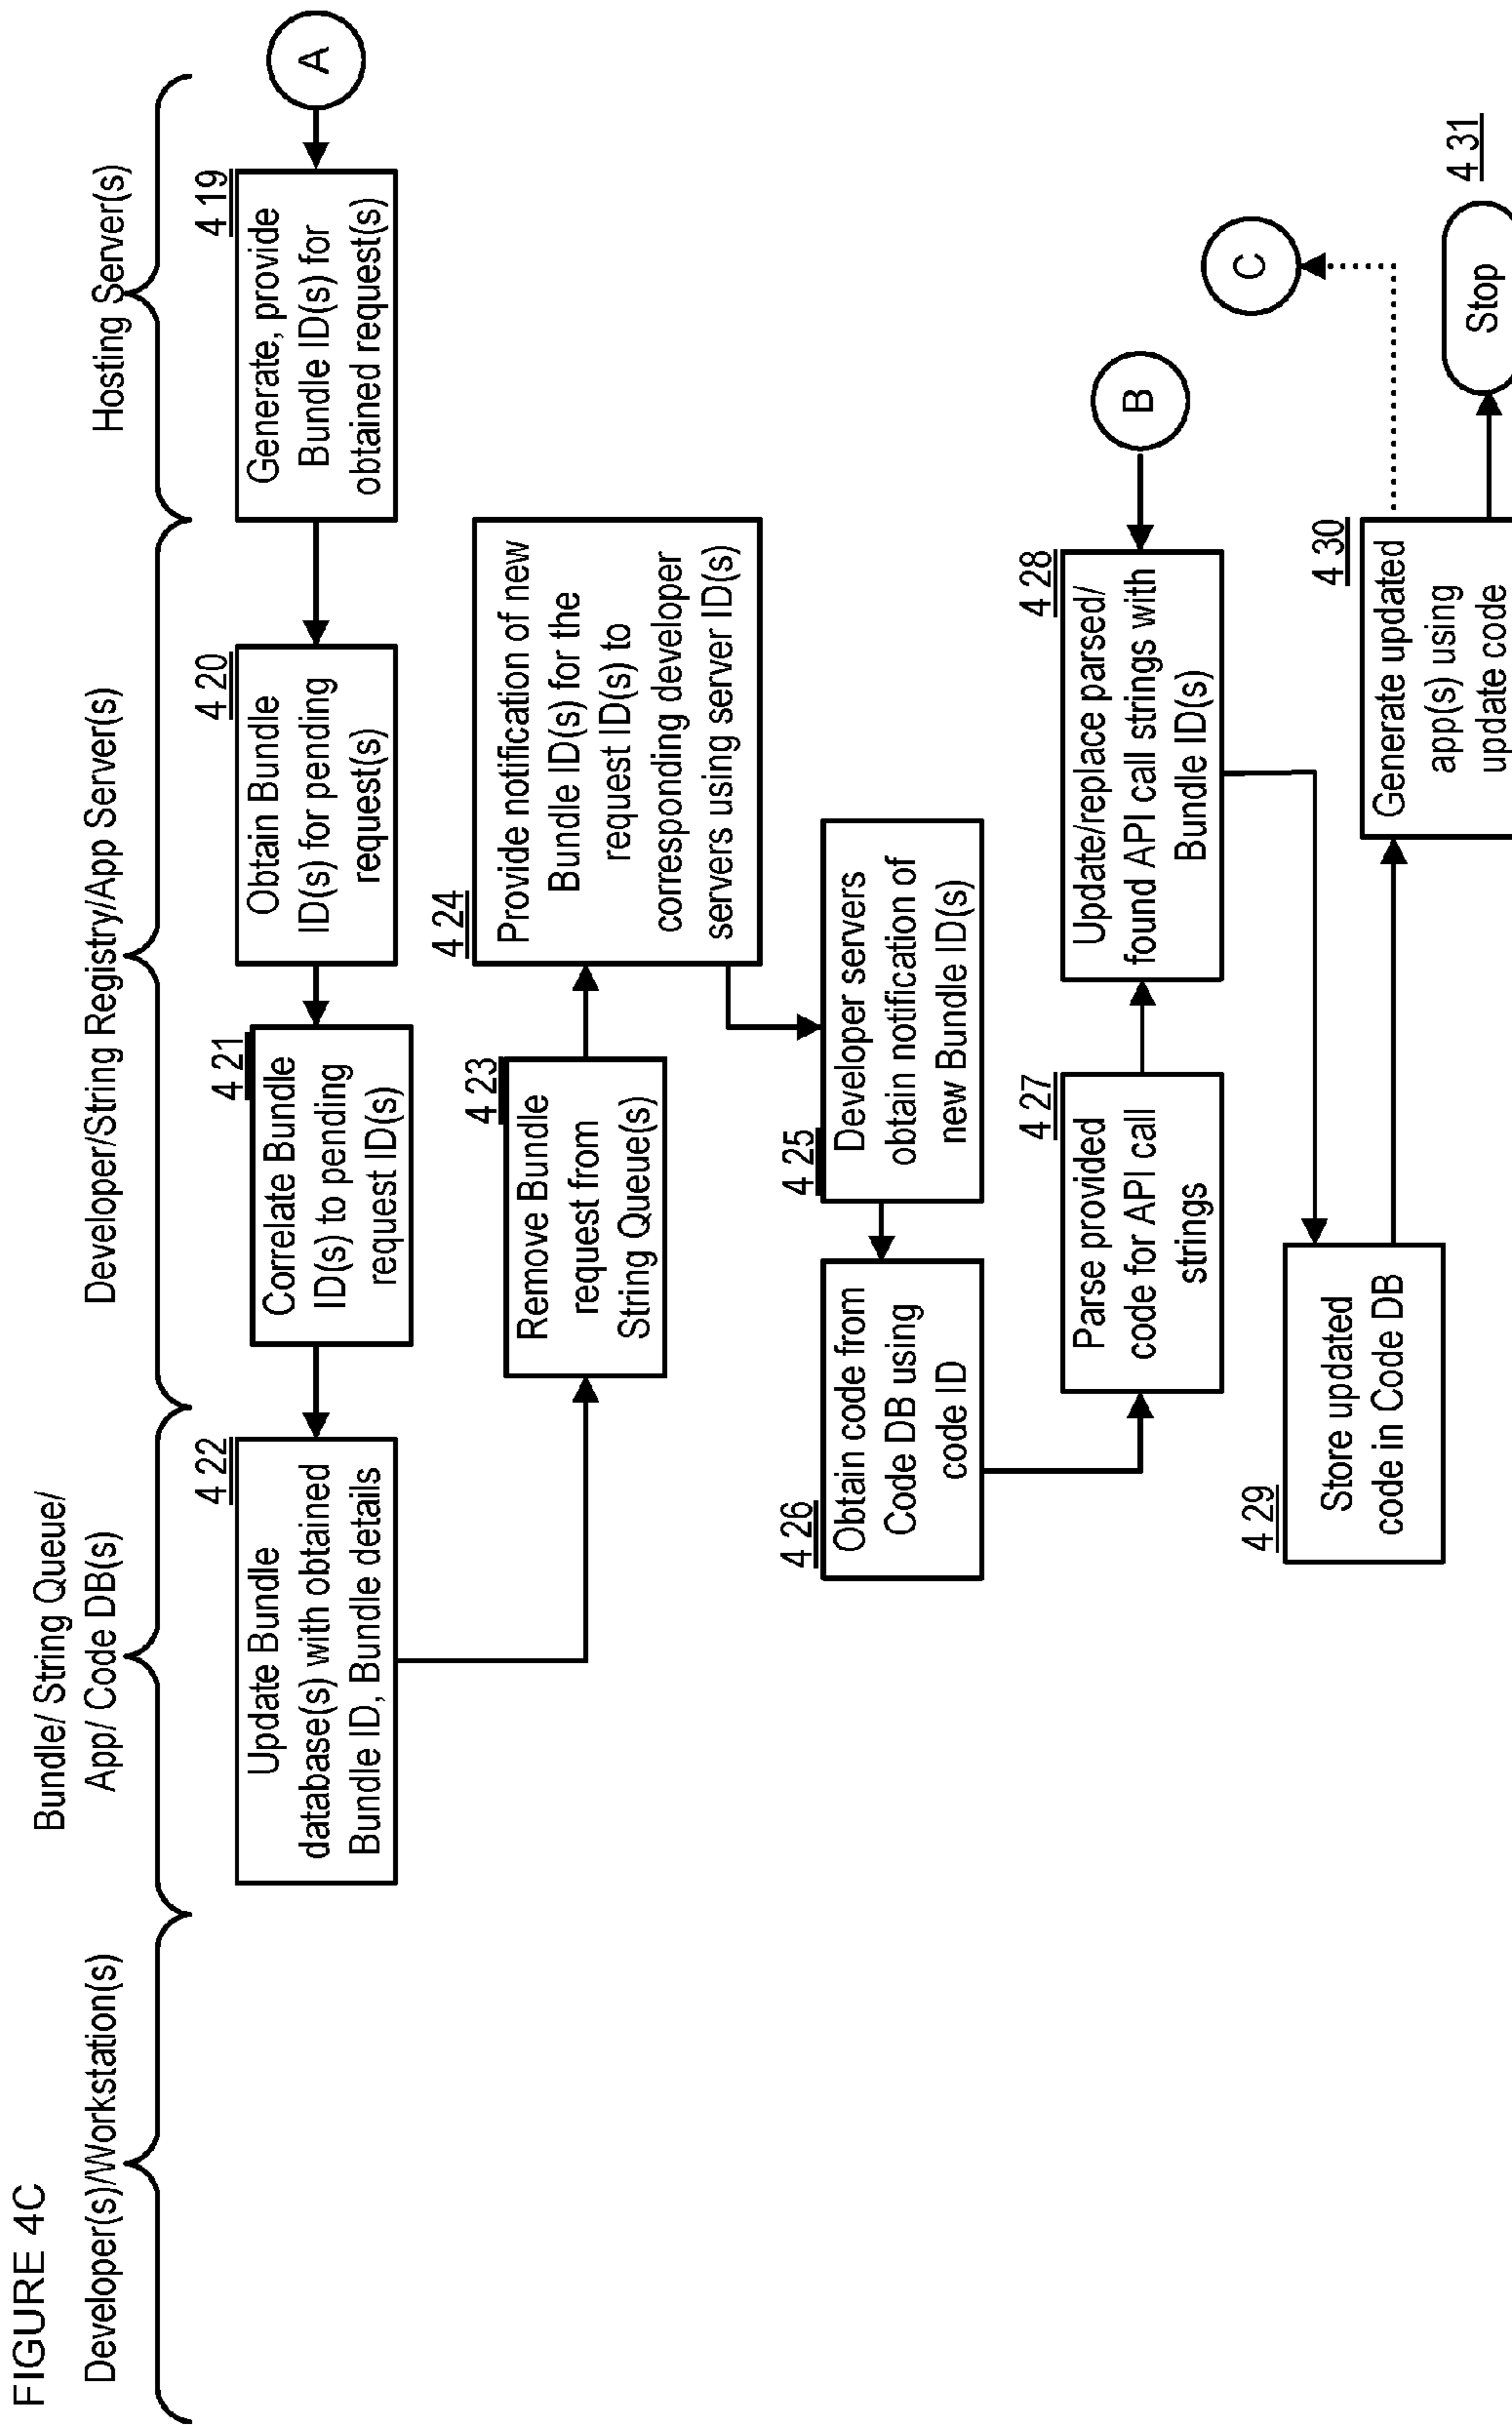 FIGURE 4C
Developer(s)/Workstation(s)
Bundle/ String Queue/
App/ Code DB(s)
Developer/String Registry/App Server(s)
Hosting Server(s)
A
4 19
Generate, provide
Bundle ID(s) for
obtained request(s)
4 20
Obtain Bundle
ID(s) for pending
request(s)
4 21
Correlate Bundle
ID(s) to pending
request ID(s)
4 22
Update Bundle
database(s) with obtained
Bundle ID, Bundle details
4 23
Remove Bundle
request from
String Queue(s)
4 24
Provide notification of new
Bundle ID(s) for the
request ID(s) to
corresponding developer
servers using server ID(s)
4 25
Developer servers
obtain notification of
new Bundle ID(s)
4 26
Obtain code from
Code DB using
code ID
4 27
Parse provided
code for API call
strings
4 28
Update/replace parsed/
found API call strings with
Bundle ID(s)
B
4 29
Store updated
code in Code DB
4 30
Generate updated
app(s) using
update code
C
4 31
Stop